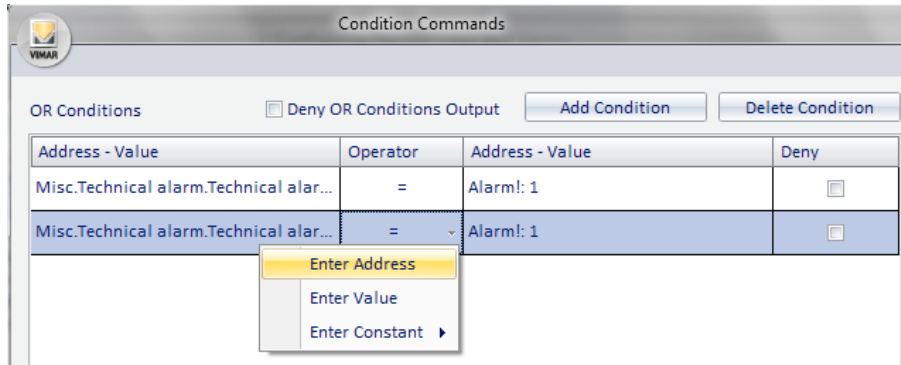 Condition Commands
VIMAR
OR Conditions Deny OR Conditions Output Add Condition Delete Condition
Address - Value Operator Address - Value Deny
Misc.Technical alarm.Technical alar... = Alarm!: 1
Misc.Technical alarm.Technical alar... = Alarm!: 1
Enter Address
Enter Value
Enter Constant